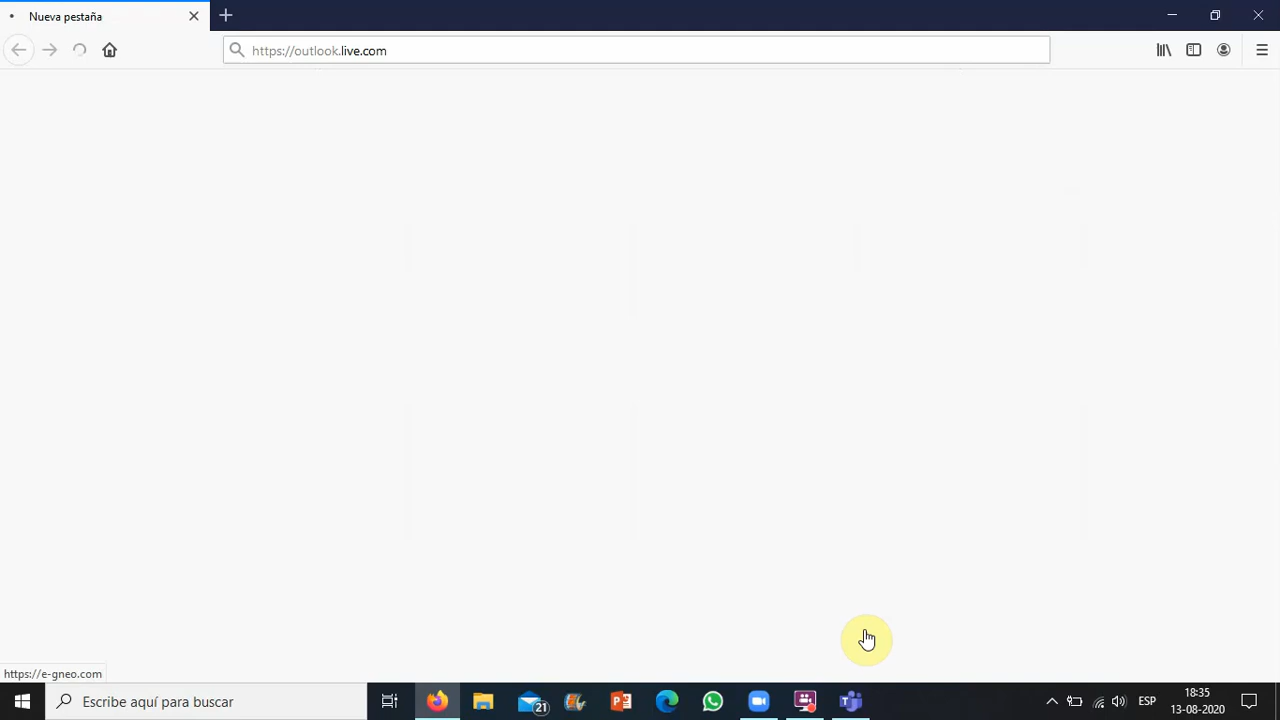 Nueva pestaña
https://outlook.live.com
https://e-gneo.com
Escribe aquí para buscar
21
ESP
18:35
13-08-2020